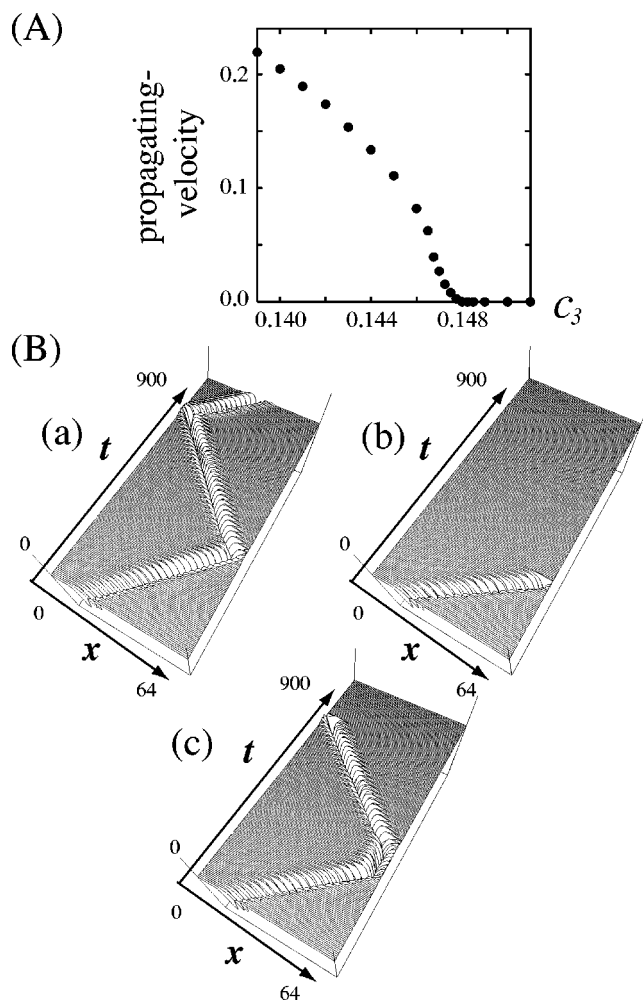 (A)
propagating-
velocity
0.2
0.1
0.0
0.140 0.144 0.148 C3
(B)
(a) 900 t 0 0 x 64
(b) 900 t 0 0 x 64
(c) 900 t 0 0 x 64